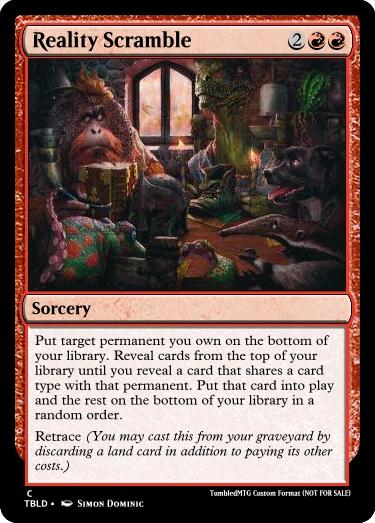 Reality Scramble 2
Sorcery
Put target permanent you own on the bottom of
your library. Reveal cards from the top of your
library until you reveal a card that shares a card
type with that permanent. Put that card into play
and the rest on the bottom of your library in a
random order.
Retrace (You may cast this from your graveyard by
discarding a land card in addition to paying its other
costs.)
C
TBLD • Simon Dominic
TumbledMTG Custom Format (NOT FOR SALE)